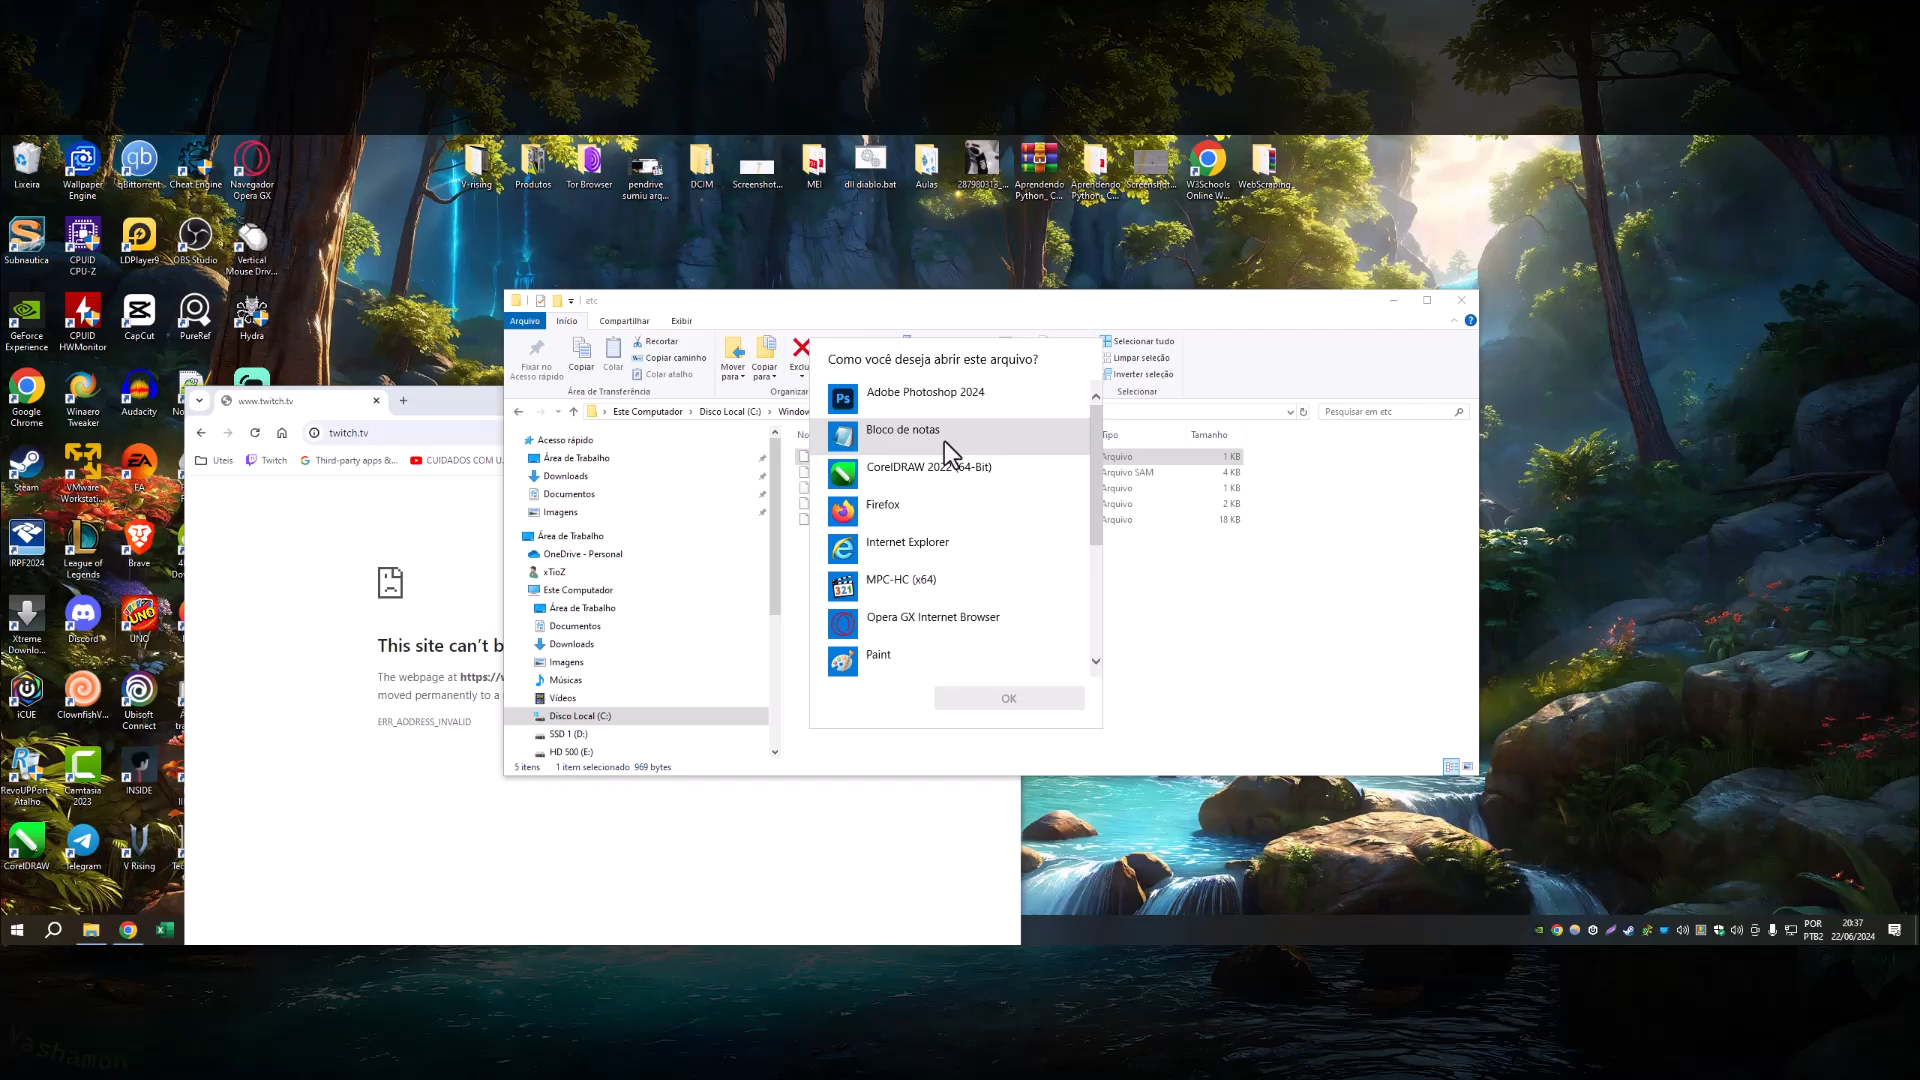 Lixeira
Wallpaper Engine
qBittorrent
Cheat Engine
Navegador Opera GX
V-rising
Produtos
Tor Browser
pendrive sumiu arq...
DCIM
Screenshot...
MEI
dll diablo.bat
Aulas
287980313_...
Aprendendo Python_ C...
Aprendendo Python_ C...
Screenshot...
W3Schools Online W...
WebScraping
Subnautica
CPUID CPU-Z
LDPlayer9
OBS Studio
Vertical Mouse Driv...
GeForce Experience
CPUID HWMonitor
CapCut
PureRef
Hydra
Google Chrome
Winaero Tweaker
Audacity
Steam
VMware Workstati...
EA
IRPF2024
League of Legends
Brave
Xtreme Downlo...
Discord
UNO
iCUE
ClownfishV...
Ubisoft Connect
RevoUPPort Atalho
Camtasia 2023
INSIDE
CorelDRAW
Telegram
V Rising
www.twitch.tv
twitch.tv
Uteis
Twitch
Third-party apps &...
CUIDADOS COM U
This site can't b
The webpage at https://
moved permanently to a
ERR_ADDRESS_INVALID
etc
Arquivo Início Compartilhar Exibir
Fixar no Acesso rápido
Copiar
Colar
Recortar
Copiar caminho
Colar atalho
Área de Transferência
Mover para
Copiar para
Exclu
Organizar
Selecionar tudo
Limpar seleção
Inverter seleção
Selecionar
Este Computador
Disco Local (C:)
Window
Pesquisar em etc
Acesso rápido
Área de Trabalho
Downloads
Documentos
Imagens
Área de Trabalho
OneDrive - Personal
xTioZ
Este Computador
Área de Trabalho
Documentos
Downloads
Imagens
Músicas
Vídeos
Disco Local (C:)
SSD 1 (D:)
HD 500 (E:)
5 itens 1 item selecionado 969 bytes
No
Tipo Tamanho
Arquivo 1 KB
Arquivo SAM 4 KB
Arquivo 1 KB
Arquivo 2 KB
Arquivo 18 KB
Como você deseja abrir este arquivo?
Adobe Photoshop 2024
Bloco de notas
CorelDRAW 2022 (64-Bit)
Firefox
Internet Explorer
MPC-HC (x64)
Opera GX Internet Browser
Paint
OK
POR
PTB2
20:37
22/06/2024
Yashamon